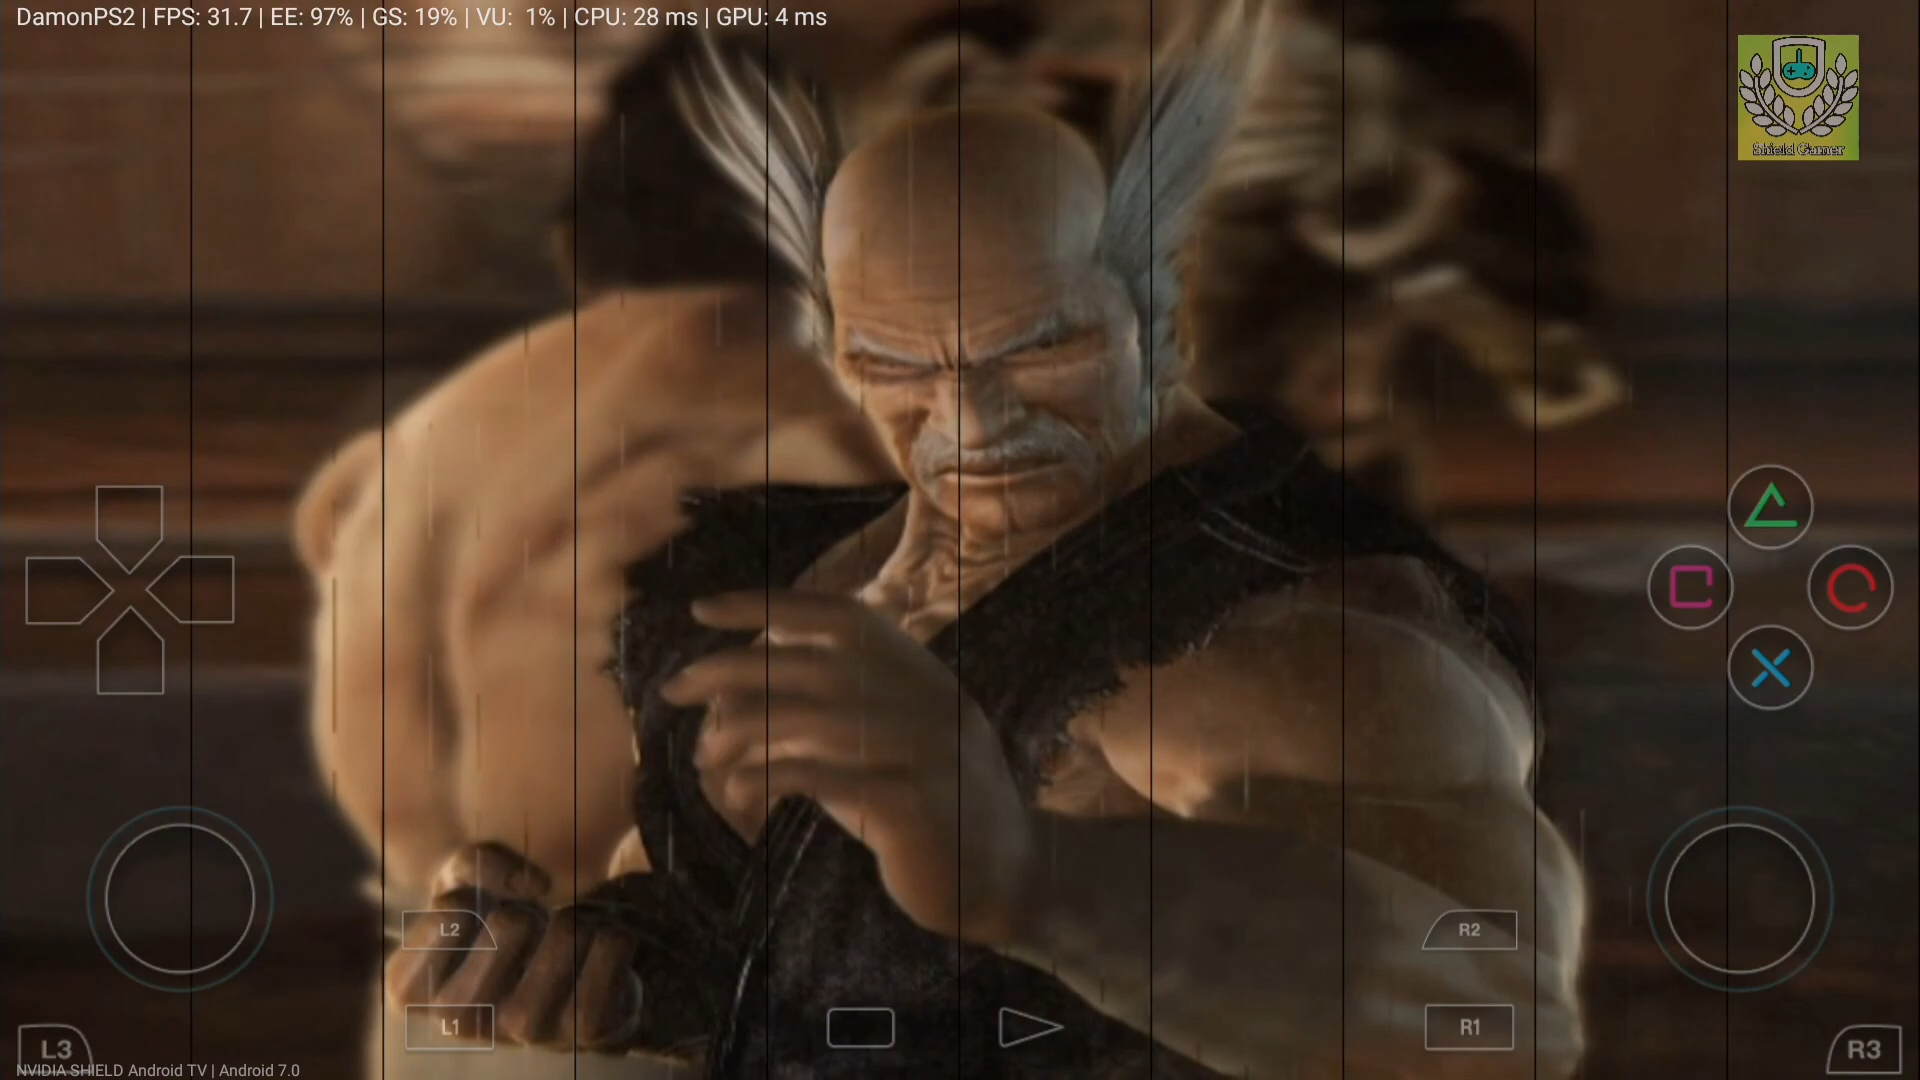 DamonPS2 | FPS: 31.7 | EE: 97% | GS: 19% | VU: 1% | CPU: 28 ms | GPU: 4 ms
Shield Gamer
L2
R2
L1
R1
L3
R3
NVIDIA SHIELD Android TV | Android 7.0